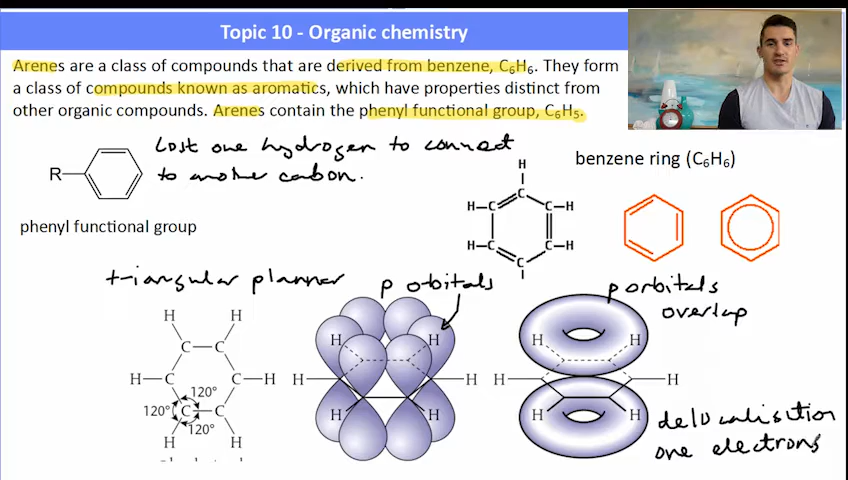 Topic 10 - Organic chemistry
Arenes are a class of compounds that are derived from benzene, C₆H₆. They form
a class of compounds known as aromatics, which have properties distinct from
other organic compounds. Arenes contain the phenyl functional group, C₆H₅.
Lost one hydrogen to connect
to another carbon.
R
phenyl functional group
benzene ring (C₆H₆)
H
C
H-C C-H
H-C C-H
C
triangular planner
p orbitals
p orbitals
overlap
H H
C-C
H-C C-H
120°
120° C-C
120°
H H
H H
H H
H H
H H
H H
H H
delocalisition
one electrons